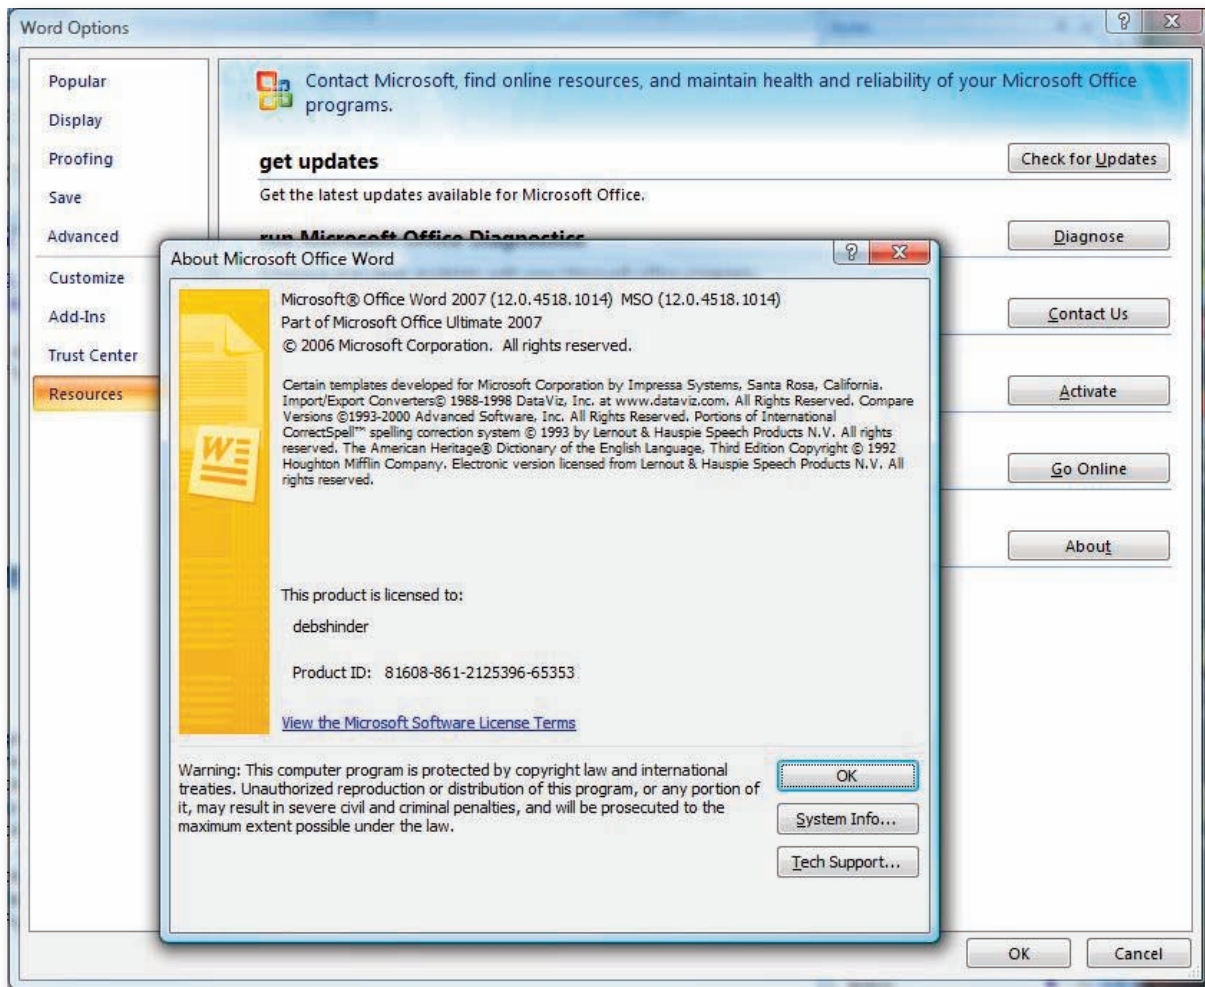 Word Options
Popular
Display
Proofing
Save
Advanced
Customize
Add-Ins
Trust Center
Resources
Contact Microsoft, find online resources, and maintain health and reliability of your Microsoft Office
programs.
get updates
Check for Updates
Get the latest updates available for Microsoft Office.
run Microsoft Office Diagnostics
Diagnose
Contact Us
Activate
Go Online
About
About Microsoft Office Word
Microsoft® Office Word 2007 (12.0.4518.1014) MSO (12.0.4518.1014)
Part of Microsoft Office Ultimate 2007
© 2006 Microsoft Corporation. All rights reserved.
Certain templates developed for Microsoft Corporation by Impressa Systems, Santa Rosa, California.
Import/Export Converters© 1988-1998 DataViz, Inc. at www.dataviz.com. All Rights Reserved. Compare
Versions ©1993-2000 Advanced Software, Inc. All Rights Reserved. Portions of International
CorrectSpell™ spelling correction system © 1993 by Lernout & Hauspie Speech Products N.V. All rights
reserved. The American Heritage® Dictionary of the English Language, Third Edition Copyright © 1992
Houghton Mifflin Company. Electronic version licensed from Lernout & Hauspie Speech Products N.V. All
rights reserved.
W
This product is licensed to:
debshinder
Product ID: 81608-861-2125396-65353
View the Microsoft Software License Terms
Warning: This computer program is protected by copyright law and international
treaties. Unauthorized reproduction or distribution of this program, or any portion of
it, may result in severe civil and criminal penalties, and will be prosecuted to the
maximum extent possible under the law.
OK
System Info...
Tech Support...
OK
Cancel